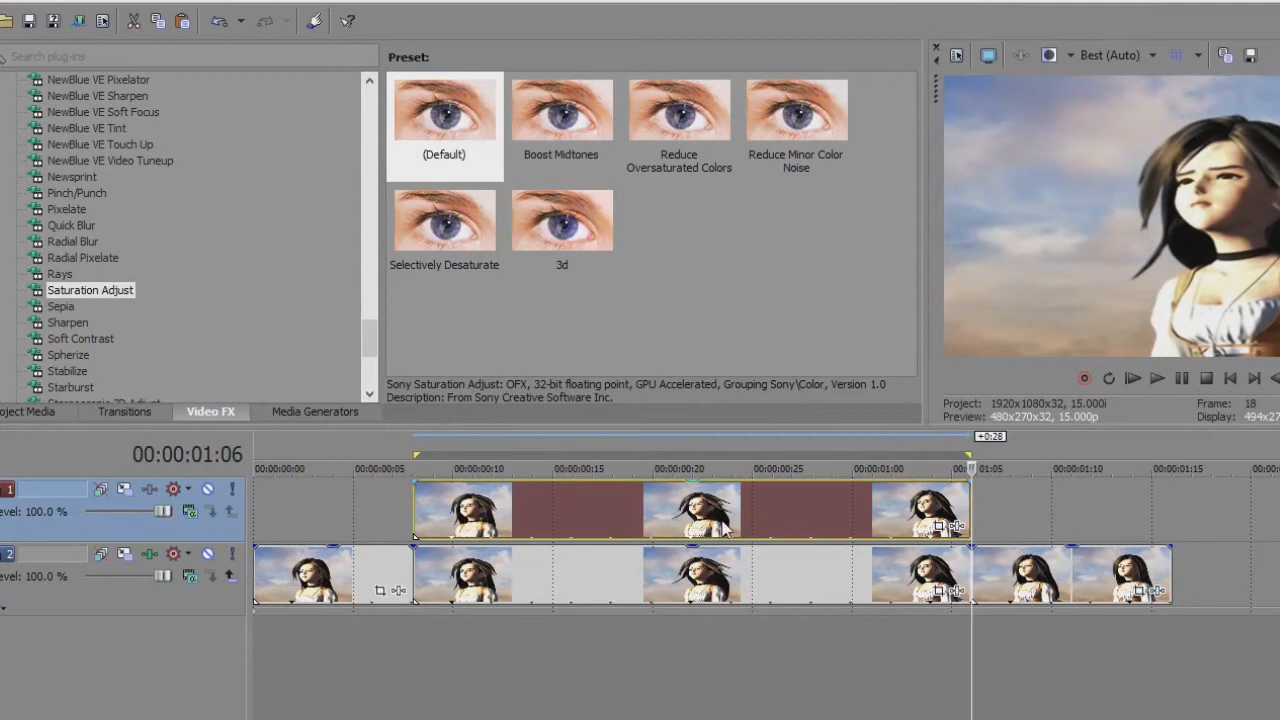 Search plug-ins
NewBlue VE Pixelator
NewBlue VE Sharpen
NewBlue VE Soft Focus
NewBlue VE Tint
NewBlue VE Touch Up
NewBlue VE Video Tuneup
Newsprint
Pinch/Punch
Pixelate
Quick Blur
Radial Blur
Radial Pixelate
Rays
Saturation Adjust
Sepia
Sharpen
Soft Contrast
Spherize
Stabilize
Starburst
oject Media
Transitions
Video FX
Media Generators
Preset:
(Default)
Boost Midtones
Reduce
Oversaturated Colors
Reduce Minor Color
Noise
Selectively Desaturate
3d
Sony Saturation Adjust: OFX, 32-bit floating point, GPU Accelerated, Grouping Sony\Color, Version 1.0
Description: From Sony Creative Software Inc.
Best (Auto)
Project: 1920x1080x32, 15.000i
Frame: 18
Preview: 480x270x32, 15.000p
Display: 494x27
+0:28
00:00:01:06
00:00:00:00
00:00:00:05
00:00:00:10
00:00:00:15
00:00:00:20
00:00:00:25
00:00:01:00
00:00:01:05
00:00:01:10
00:00:01:15
1
evel: 100.0 %
2
evel: 100.0 %